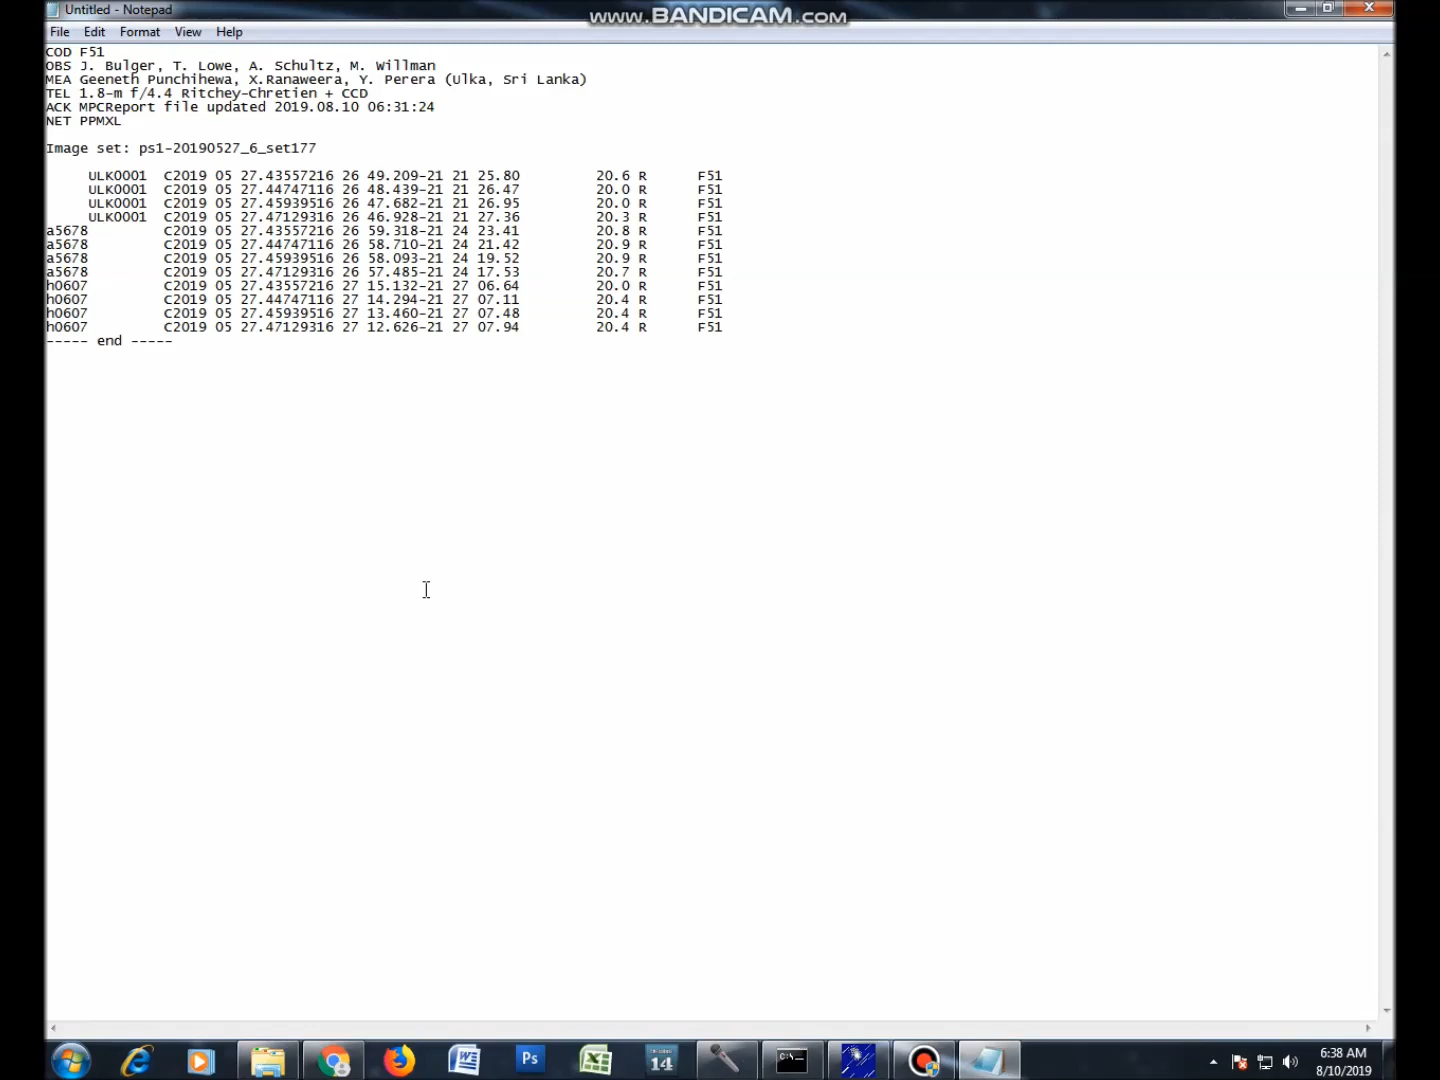 Untitled - Notepad
www.BANDICAM.com
File Edit Format View Help
COD F51
OBS J. Bulger, T. Lowe, A. Schultz, M. Willman
MEA Geeneth Punchihewa, X.Ranaweera, Y. Perera (Ulka, Sri Lanka)
TEL 1.8-m f/4.4 Ritchey-Chretien + CCD
ACK MPCReport file updated 2019.08.10 06:31:24
NET PPMXL
Image set: ps1-20190527_6_set177
ULK0001 C2019 05 27.43557216 26 49.209-21 21 25.80 20.6 R F51
ULK0001 C2019 05 27.44747116 26 48.439-21 21 26.47 20.0 R F51
ULK0001 C2019 05 27.45939516 26 47.682-21 21 26.95 20.0 R F51
ULK0001 C2019 05 27.47129316 26 46.928-21 21 27.36 20.3 R F51
a5678 C2019 05 27.43557216 26 59.318-21 24 23.41 20.8 R F51
a5678 C2019 05 27.44747116 26 58.710-21 24 21.42 20.9 R F51
a5678 C2019 05 27.45939516 26 58.093-21 24 19.52 20.9 R F51
a5678 C2019 05 27.47129316 26 57.485-21 24 17.53 20.7 R F51
h0607 C2019 05 27.43557216 27 15.132-21 27 06.64 20.0 R F51
h0607 C2019 05 27.44747116 27 14.294-21 27 07.11 20.4 R F51
h0607 C2019 05 27.45939516 27 13.460-21 27 07.48 20.4 R F51
h0607 C2019 05 27.47129316 27 12.626-21 27 07.94 20.4 R F51
----- end -----
Ps
14
C:\
6:38 AM
8/10/2019